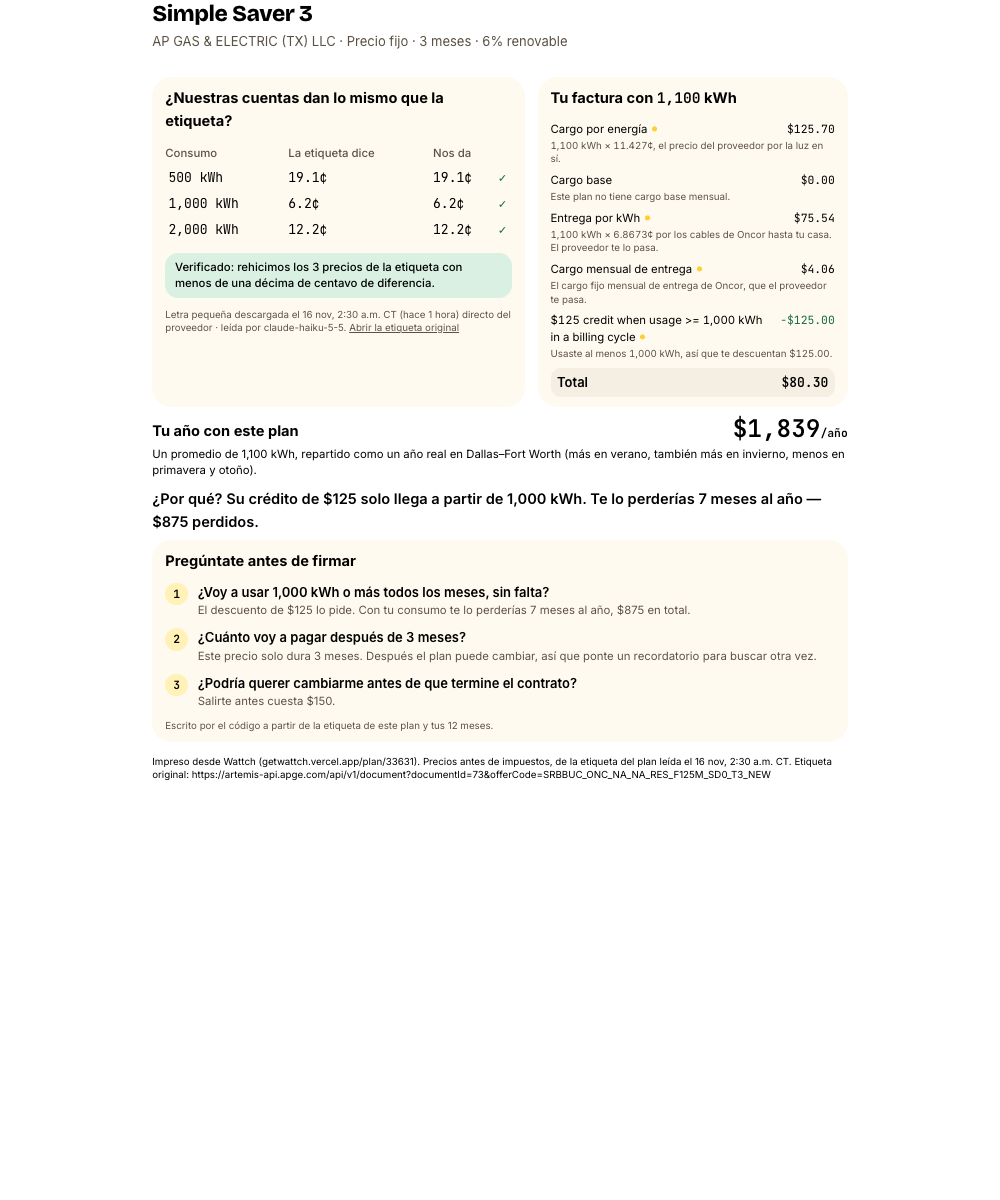 Simple Saver 3
AP GAS & ELECTRIC (TX) LLC · Precio fijo · 3 meses · 6% renovable
¿Nuestras cuentas dan lo mismo que la
etiqueta?
Consumo La etiqueta dice Nos da
500 kWh 19.1¢ 19.1¢ ✓
1,000 kWh 6.2¢ 6.2¢ ✓
2,000 kWh 12.2¢ 12.2¢ ✓
Verificado: rehicimos los 3 precios de la etiqueta con
menos de una décima de centavo de diferencia.
Letra pequeña descargada el 16 nov, 2:30 a.m. CT (hace 1 hora) directo del
proveedor · leída por claude-haiku-5-5. Abrir la etiqueta original
Tu factura con 1,100 kWh
Cargo por energía $125.70
1,100 kWh × 11.427¢, el precio del proveedor por la luz en
sí.
Cargo base $0.00
Este plan no tiene cargo base mensual.
Entrega por kWh $75.54
1,100 kWh × 6.8673¢ por los cables de Oncor hasta tu casa.
El proveedor te lo pasa.
Cargo mensual de entrega $4.06
El cargo fijo mensual de entrega de Oncor, que el proveedor
te pasa.
$125 credit when usage >= 1,000 kWh -$125.00
in a billing cycle
Usaste al menos 1,000 kWh, así que te descuentan $125.00.
Total $80.30
Tu año con este plan $1,839/año
Un promedio de 1,100 kWh, repartido como un año real en Dallas–Fort Worth (más en verano, también más en invierno, menos en
primavera y otoño).
¿Por qué? Su crédito de $125 solo llega a partir de 1,000 kWh. Te lo perderías 7 meses al año —
$875 perdidos.
Pregúntate antes de firmar
1 ¿Voy a usar 1,000 kWh o más todos los meses, sin falta?
El descuento de $125 lo pide. Con tu consumo te lo perderías 7 meses al año, $875 en total.
2 ¿Cuánto voy a pagar después de 3 meses?
Este precio solo dura 3 meses. Después el plan puede cambiar, así que ponte un recordatorio para buscar otra vez.
3 ¿Podría querer cambiarme antes de que termine el contrato?
Salirte antes cuesta $150.
Escrito por el código a partir de la etiqueta de este plan y tus 12 meses.
Impreso desde Wattch (getwattch.vercel.app/plan/33631). Precios antes de impuestos, de la etiqueta del plan leída el 16 nov, 2:30 a.m. CT. Etiqueta
original: https://artemis-api.apge.com/api/v1/document?documentId=73&offerCode=SRBBUC_ONC_NA_NA_RES_F125M_SD0_T3_NEW